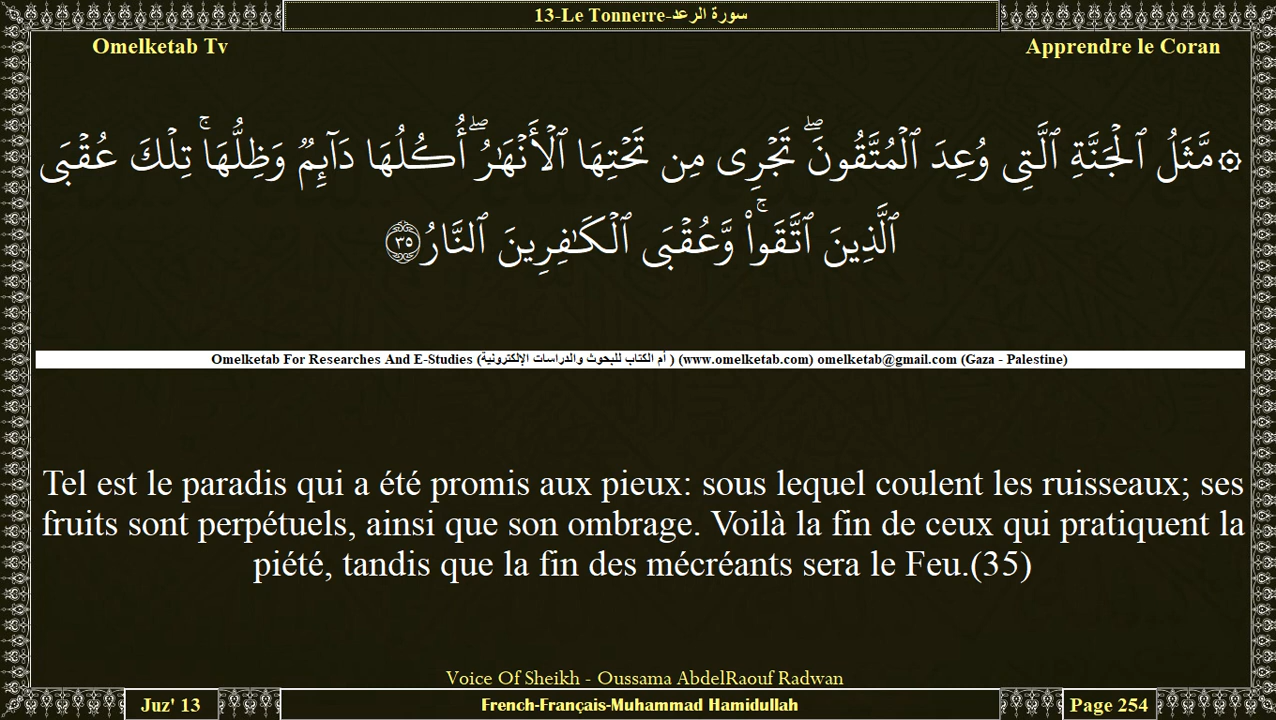 13-Le Tonnerre-سورة الرعد
Omelketab Tv
Apprendre le Coran
۞ مَّثَلُ ٱلْجَنَّةِ ٱلَّتِى وُعِدَ ٱلْمُتَّقُونَ ۖ تَجْرِى مِن تَحْتِهَا ٱلْأَنْهَـٰرُ ۖ أُكُلُهَا دَآئِمٌ وَظِلُّهَا ۚ تِلْكَ عُقْبَى
ٱلَّذِينَ ٱتَّقَوا۟ ۚ وَّعُقْبَى ٱلْكَـٰفِرِينَ ٱلنَّارُ ﴿٣٥﴾
Omelketab For Researches And E-Studies (أم الكتاب للبحوث والدراسات الإلكترونية ) (www.omelketab.com) omelketab@gmail.com (Gaza - Palestine)
Tel est le paradis qui a été promis aux pieux: sous lequel coulent les ruisseaux; ses
fruits sont perpétuels, ainsi que son ombrage. Voilà la fin de ceux qui pratiquent la
piété, tandis que la fin des mécréants sera le Feu.(35)
Voice Of Sheikh - Oussama AbdelRaouf Radwan
Juz' 13
French-Français-Muhammad Hamidullah
Page 254